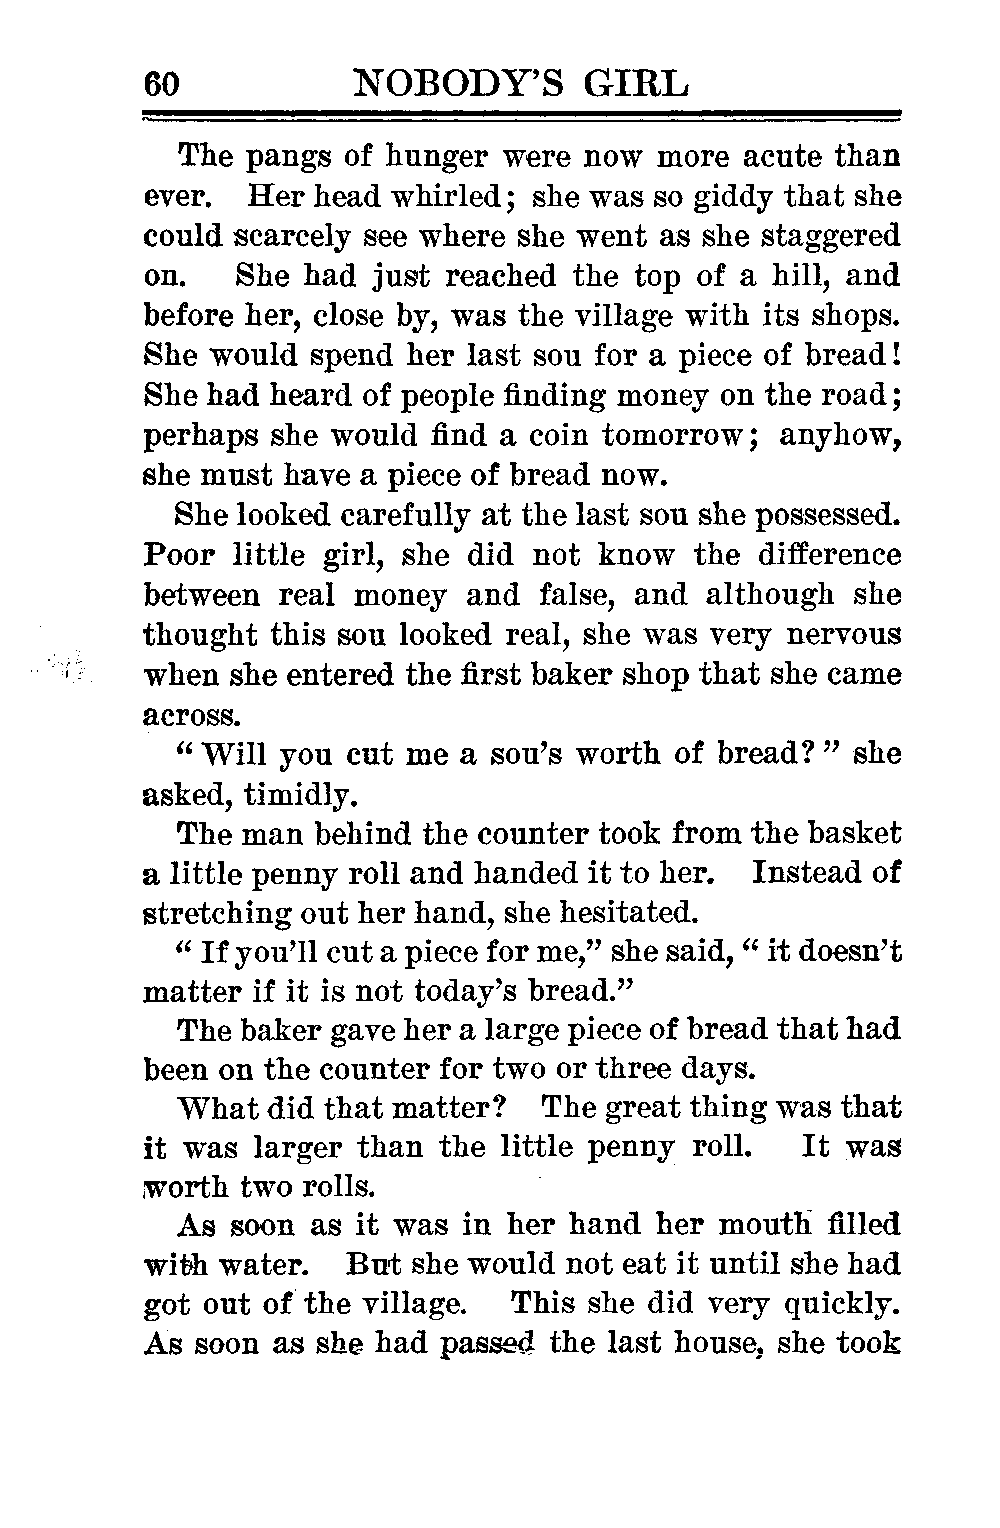 60 NOBODY'S GIRL
The pangs of hunger were now more acute than
ever. Her head whirled; she was so giddy that she
could scarcely see where she went as she staggered
on. She had just reached the top of a hill, and
before her, close by, was the village with its shops.
She would spend her last sou for a piece of bread!
She had heard of people finding money on the road;
perhaps she would find a coin tomorrow; anyhow,
she must have a piece of bread now.
She looked carefully at the last sou she possessed.
Poor little girl, she did not know the difference
between real money and false, and although she
thought this sou looked real, she was very nervous
when she entered the first baker shop that she came
across.
“ Will you cut me a sou's worth of bread? ” she
asked, timidly.
The man behind the counter took from the basket
a little penny roll and handed it to her. Instead of
stretching out her hand, she hesitated.
“ If you'll cut a piece for me,” she said, “ it doesn't
matter if it is not today's bread.”
The baker gave her a large piece of bread that had
been on the counter for two or three days.
What did that matter? The great thing was that
it was larger than the little penny roll. It was
worth two rolls.
As soon as it was in her hand her mouth filled
with water. But she would not eat it until she had
got out of the village. This she did very quickly.
As soon as she had passed the last house, she took